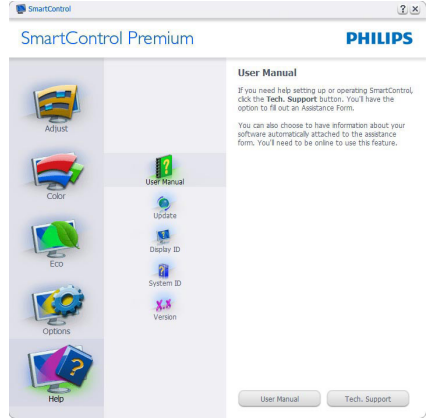 SmartControl
SmartControl Premium
PHILIPS
Adjust
Color
Eco
Options
Help
User Manual
Update
Display ID
System ID
X.X
Version
User Manual
If you need help setting up or operating SmartControl,
click the Tech. Support button. You'll have the
option to fill out an Assistance Form.
You can also choose to have information about your
software automatically attached to the assistance
form. You'll need to be online to use this feature.
User Manual
Tech. Support